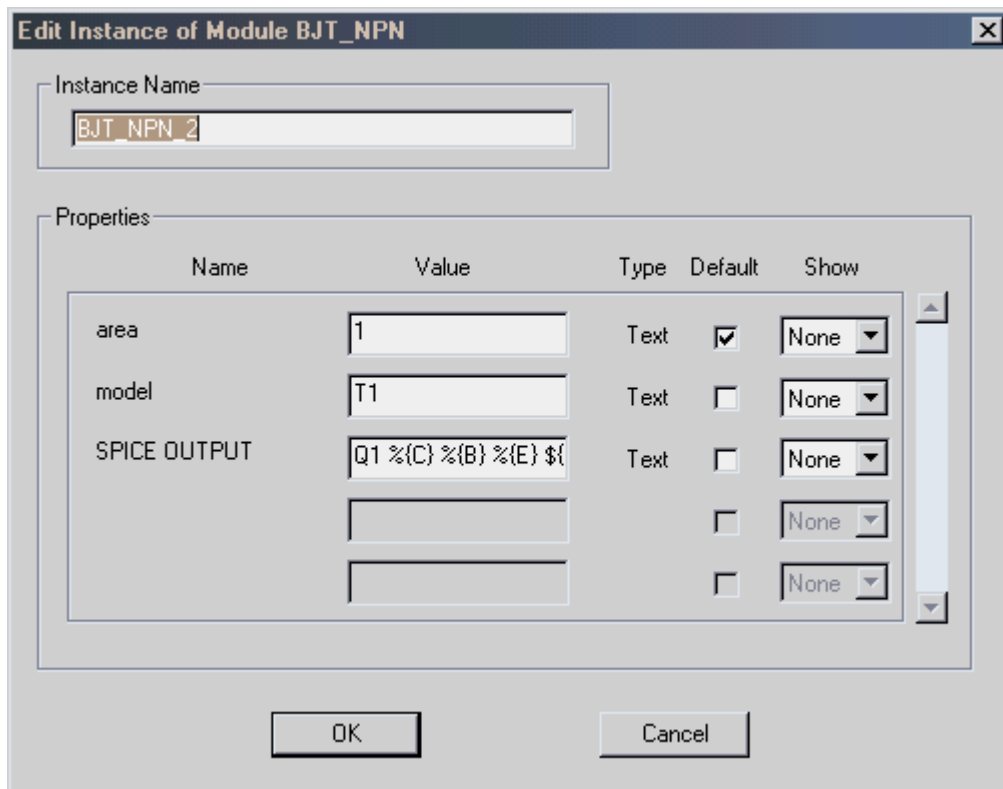 Edit Instance of Module BJT_NPN
Instance Name
BJT_NPN_2
Properties
Name Value Type Default Show
area 1 Text None
model T1 Text None
SPICE OUTPUT Q1 %{C} %{B} %{E} ${ Text None
None
None
OK Cancel